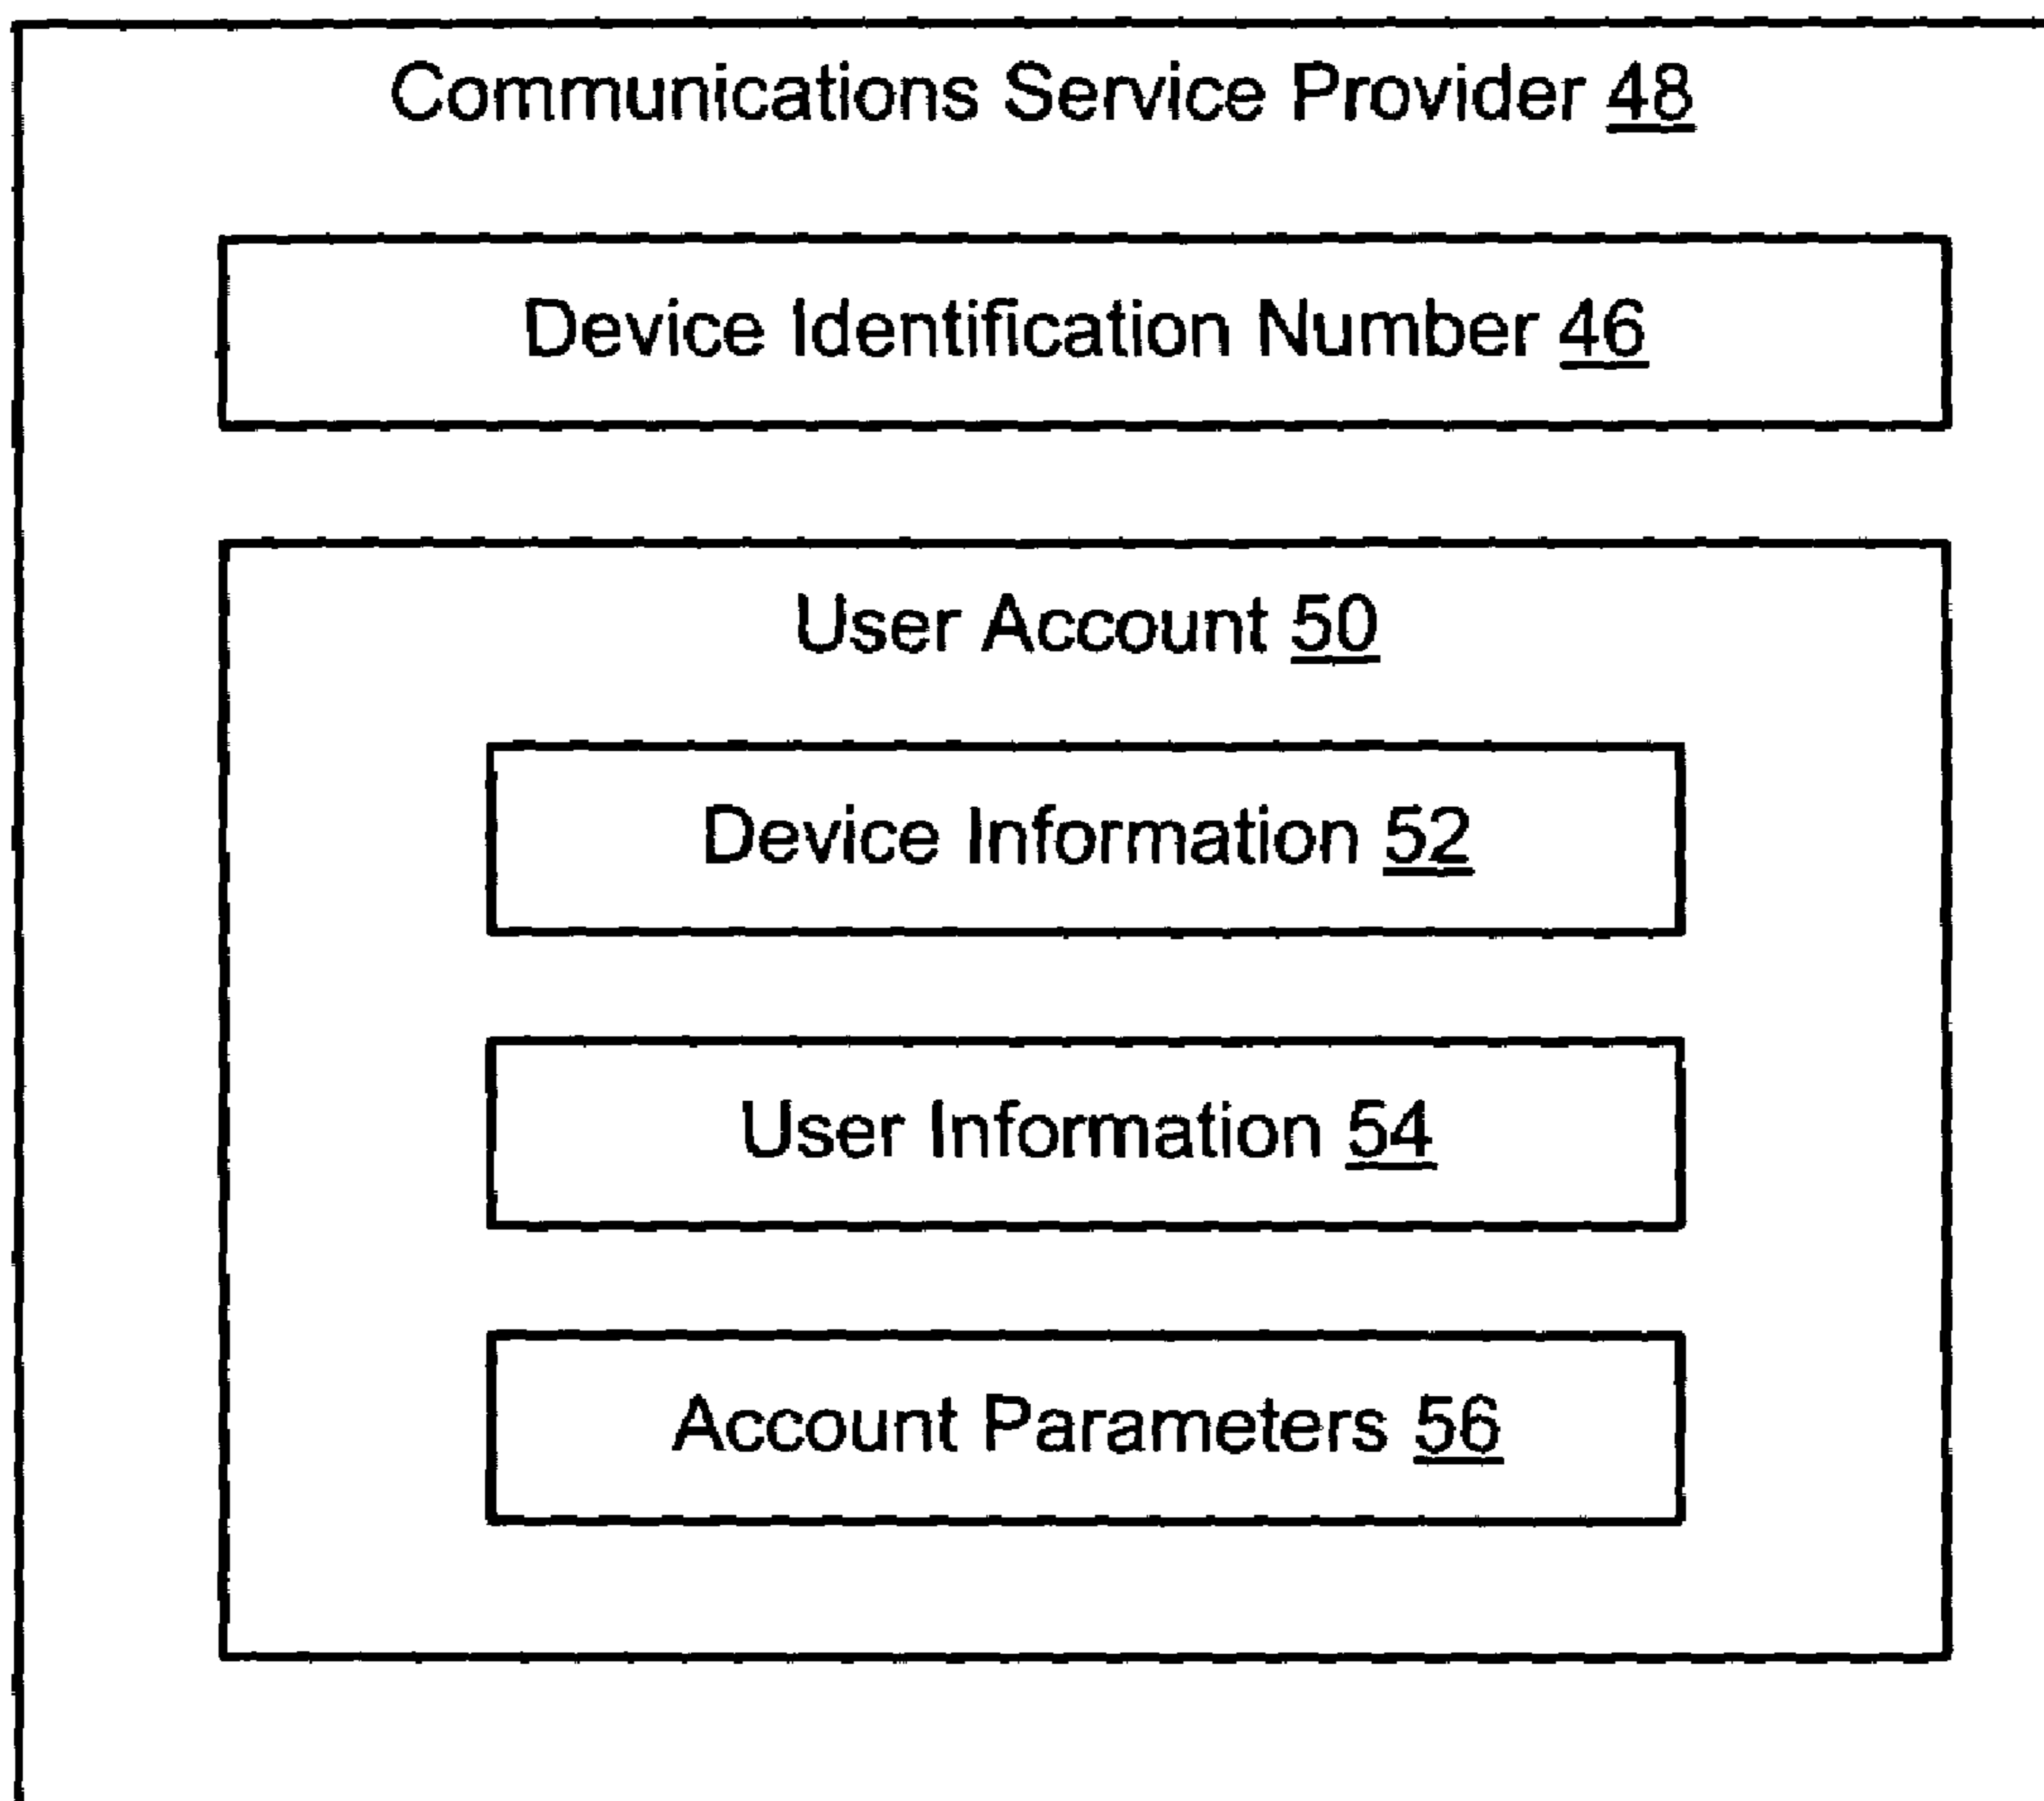 Communications Service Provider 48
Device Identification Number 46
User Account 50
Device Information 52
User Information 54
Account Parameters 56